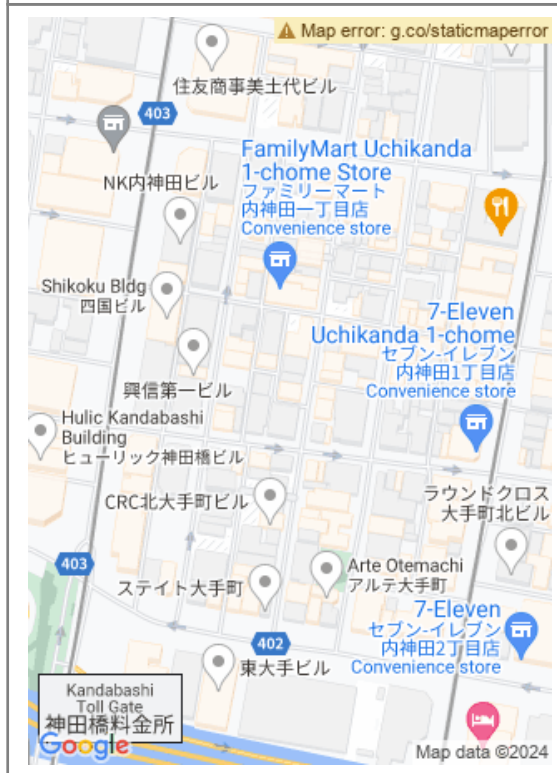 Map error: g.co/staticmaperror
住友商事美土代ビル
403
FamilyMart Uchikanda
1-chome Store
ファミリーマート
内神田一丁目店
Convenience store
NK内神田ビル
Shikoku Bldg
四国ビル
7-Eleven
Uchikanda 1-chome
セブン-イレブン
内神田1丁目店
Convenience store
興信第一ビル
Hulic Kandabashi
Building
ヒューリック神田橋ビル
CRC北大手町ビル
ラウンドクロス
大手町北ビル
403
Arte Otemachi
アルテ大手町
ステイト大手町
7-Eleven
セブン-イレブン
内神田2丁目店
Convenience store
402
東大手ビル
Kandabashi
Toll Gate
神田橋料金所
Google
Map data ©2024